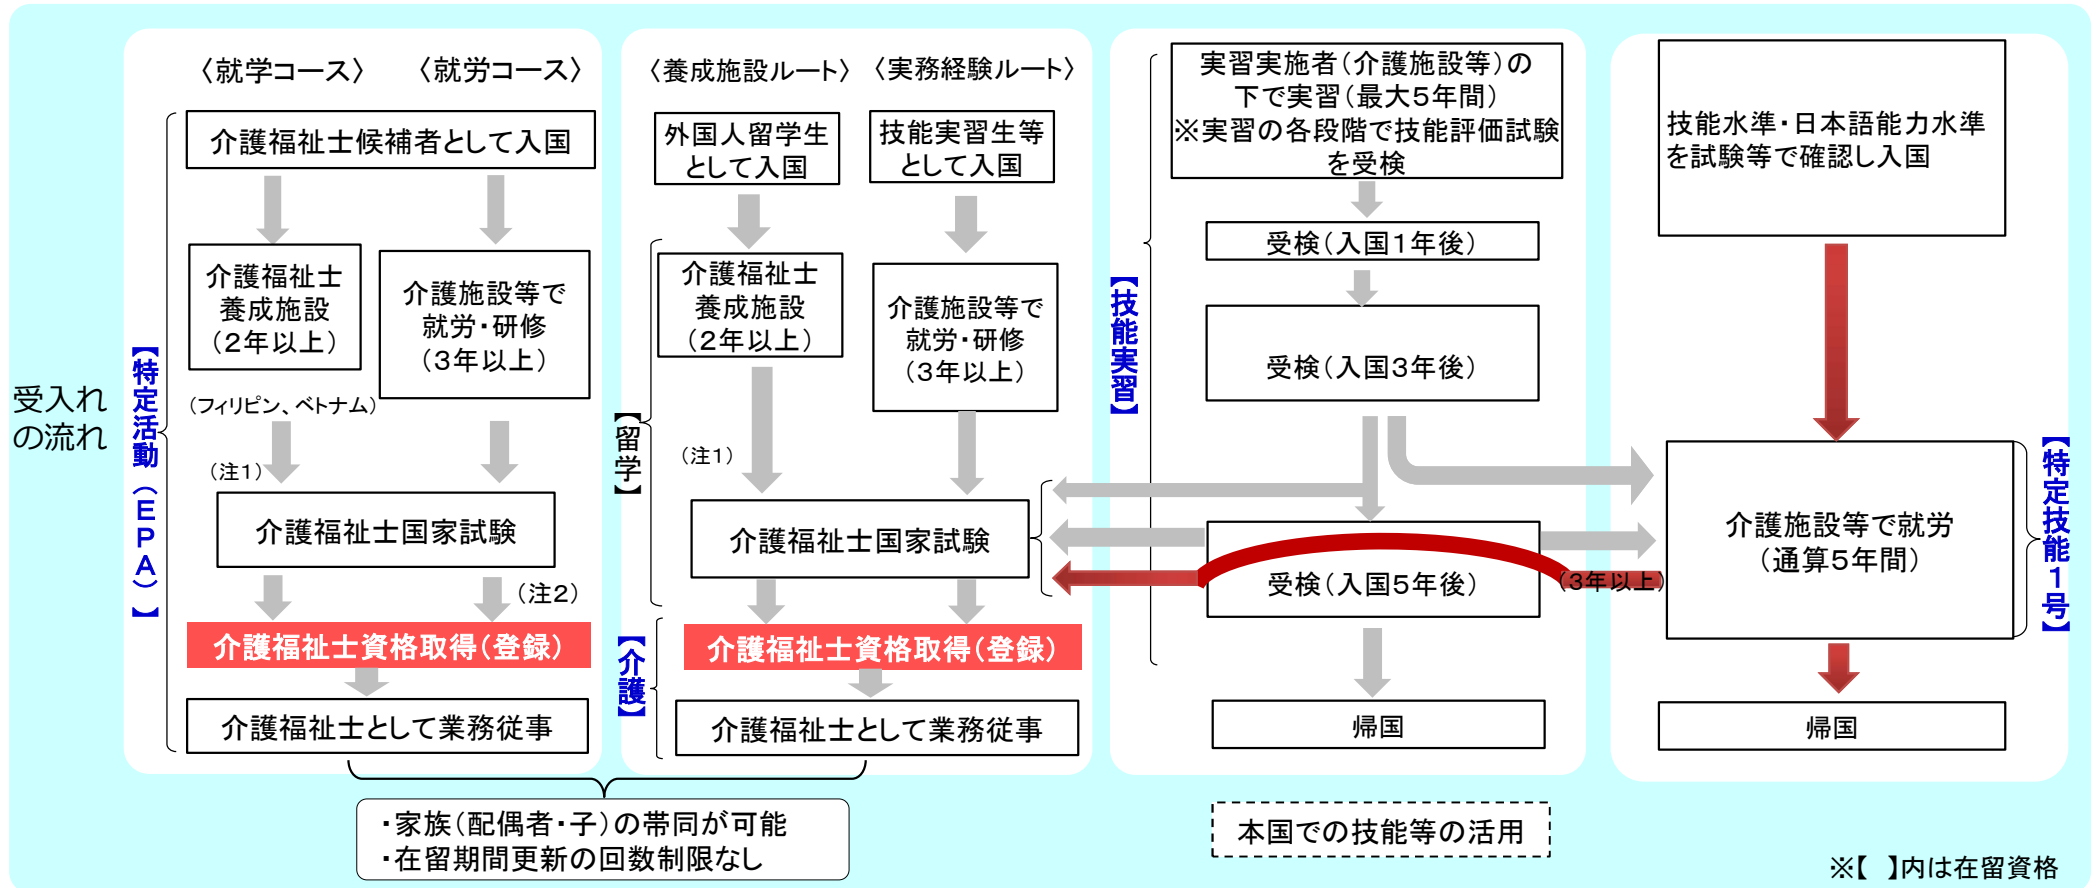 受入れ
の流れ
〈就学コース〉
〈就労コース〉
介護福祉士候補者として入国
介護福祉士
養成施設
（2年以上）
介護施設等で
就労・研修
（3年以上）
（フィリピン、ベトナム）
（注1）
介護福祉士国家試験
（注2）
介護福祉士資格取得（登録）
介護福祉士として業務従事
【特定活動（EPA）】
〈養成施設ルート〉
〈実務経験ルート〉
外国人留学生
として入国
技能実習生等
として入国
介護福祉士
養成施設
（2年以上）
介護施設等で
就労・研修
（3年以上）
【留学】
（注1）
介護福祉士国家試験
介護福祉士資格取得（登録）
【介護】
介護福祉士として業務従事
・家族（配偶者・子）の帯同が可能
・在留期間更新の回数制限なし
実習実施者（介護施設等）の
下で実習（最大5年間）
※実習の各段階で技能評価試験
を受検
受検（入国1年後）
【技能実習】
受検（入国3年後）
受検（入国5年後）
帰国
本国での技能等の活用
技能水準・日本語能力水準
を試験等で確認し入国
介護施設等で就労
（通算5年間）
（3年以上）
【特定技能1号】
帰国
※【　】内は在留資格